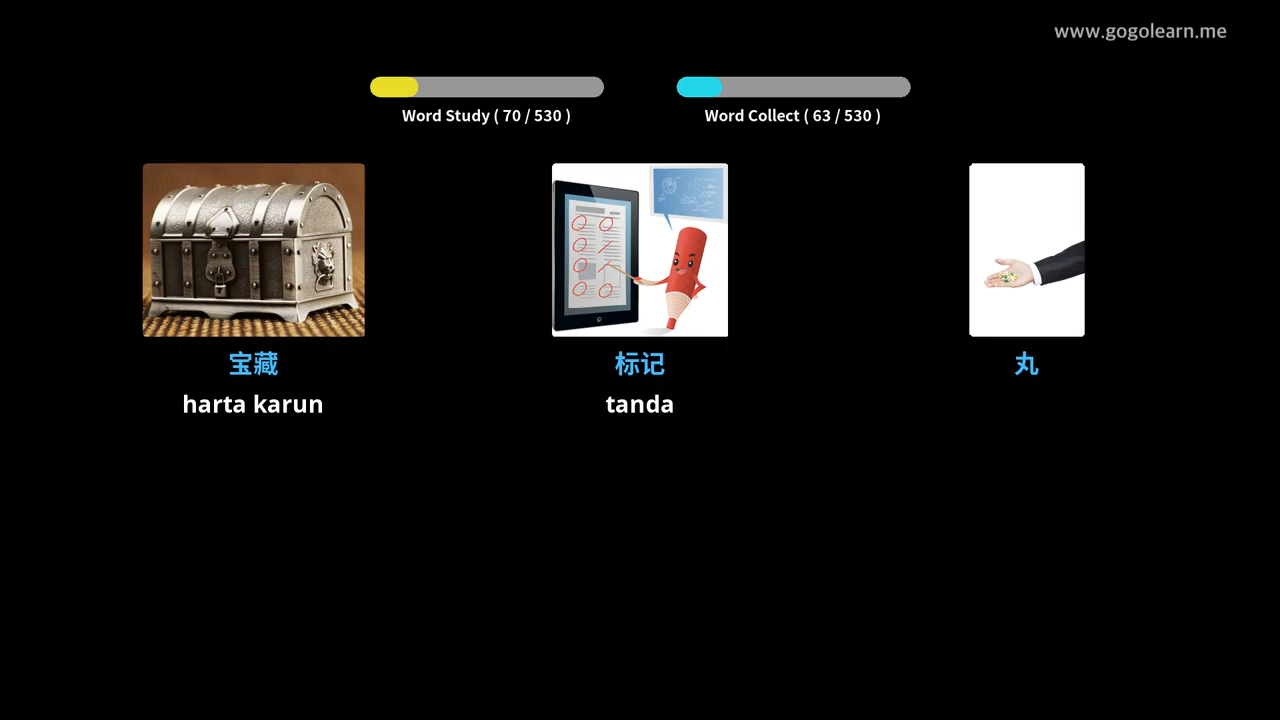 www.gogolearn.me
Word Study ( 70 / 530 )
Word Collect ( 63 / 530 )
宝藏
标记
丸
harta karun
tanda